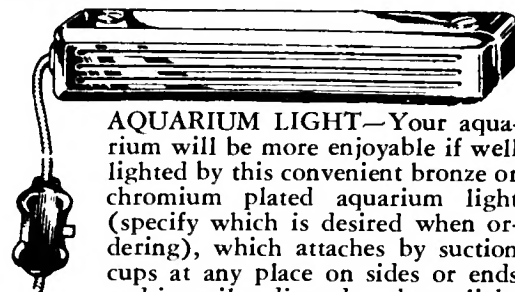 AQUARIUM LIGHT—Your aqua-
rium will be more enjoyable if well
lighted by this convenient bronze or
chromium plated aquarium light
(specify which is desired when or-
dering), which attaches by suction
cups at any place on sides or ends